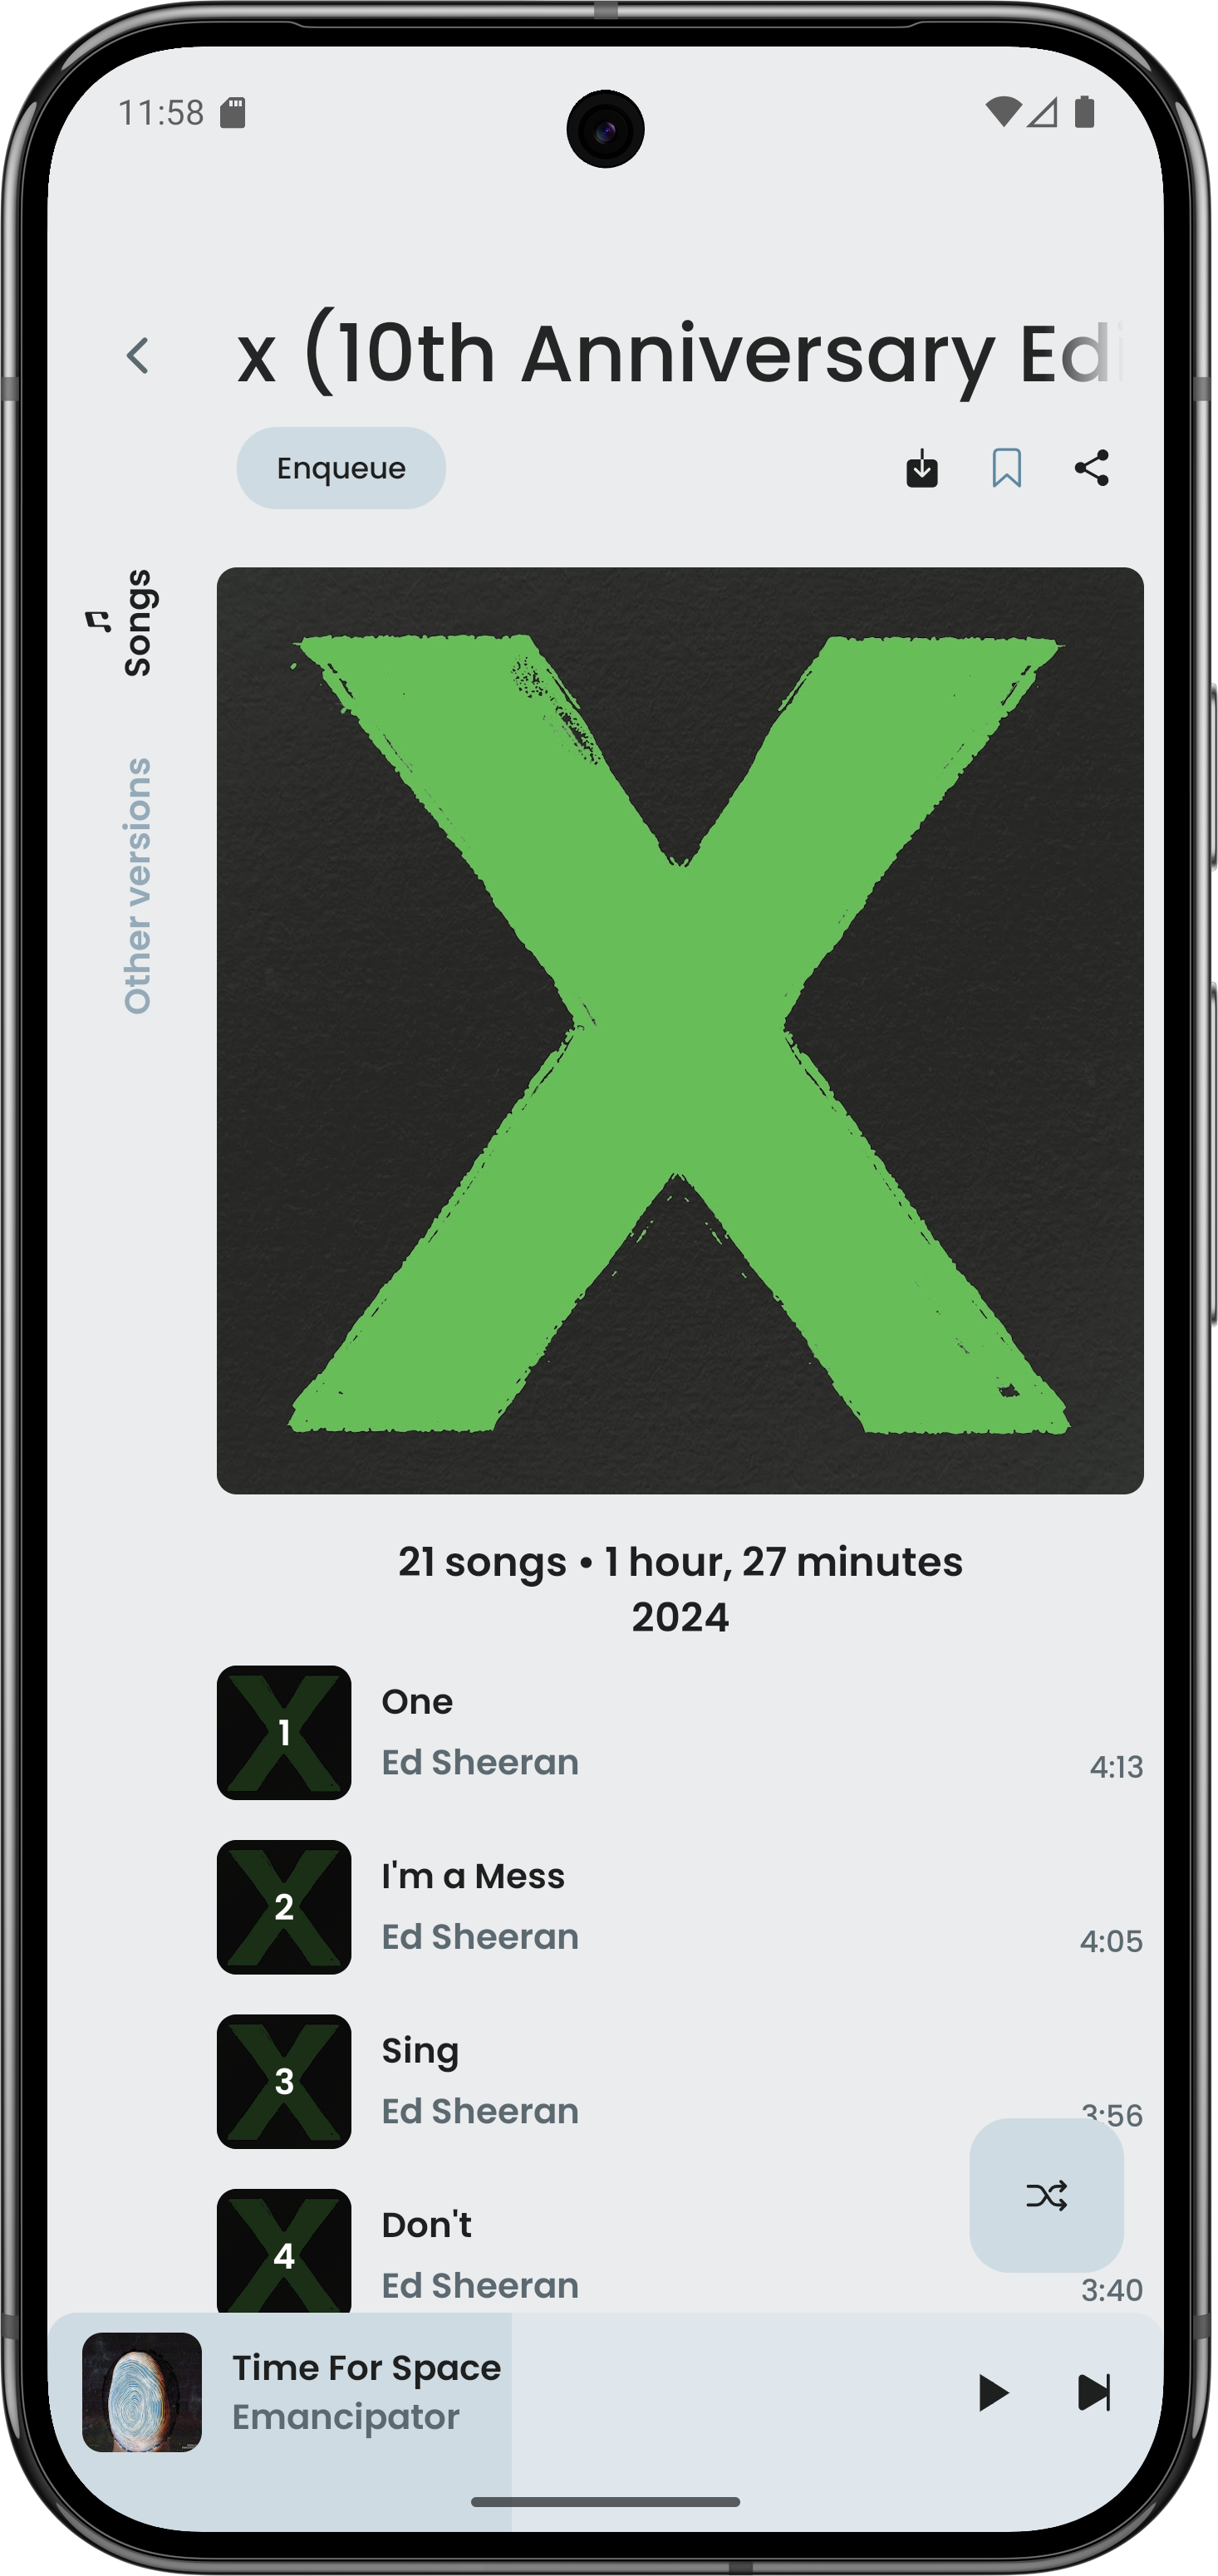 11:58
x (10th Anniversary Edi
Enqueue
Songs
Other versions
X
21 songs • 1 hour, 27 minutes
2024
1
One
Ed Sheeran
4:13
2
I'm a Mess
Ed Sheeran
4:05
3
Sing
Ed Sheeran
3:56
4
Don't
Ed Sheeran
3:40
Time For Space
Emancipator